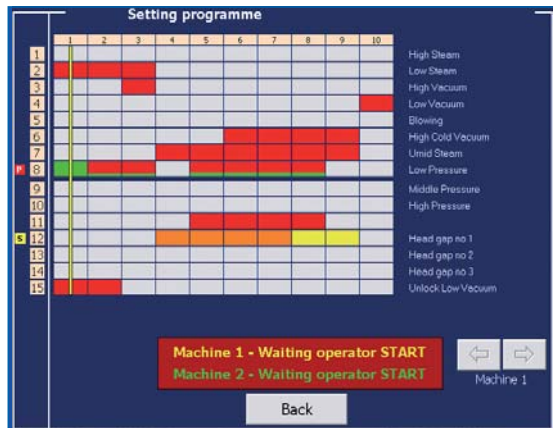 Setting programme
1 2 3 4 5 6 7 8 9 10
1 High Steam
2 Low Steam
3 High Vacuum
4 Low Vacuum
5 Blowing
6 High Cold Vacuum
7 Umid Steam
P 8 Low Pressure
9 Middle Pressure
10 High Pressure
11
S 12 Head gap no 1
13 Head gap no 2
14 Head gap no 3
15 Unlock Low Vacuum
Machine 1 - Waiting operator START
Machine 2 - Waiting operator START
Machine 1
Back